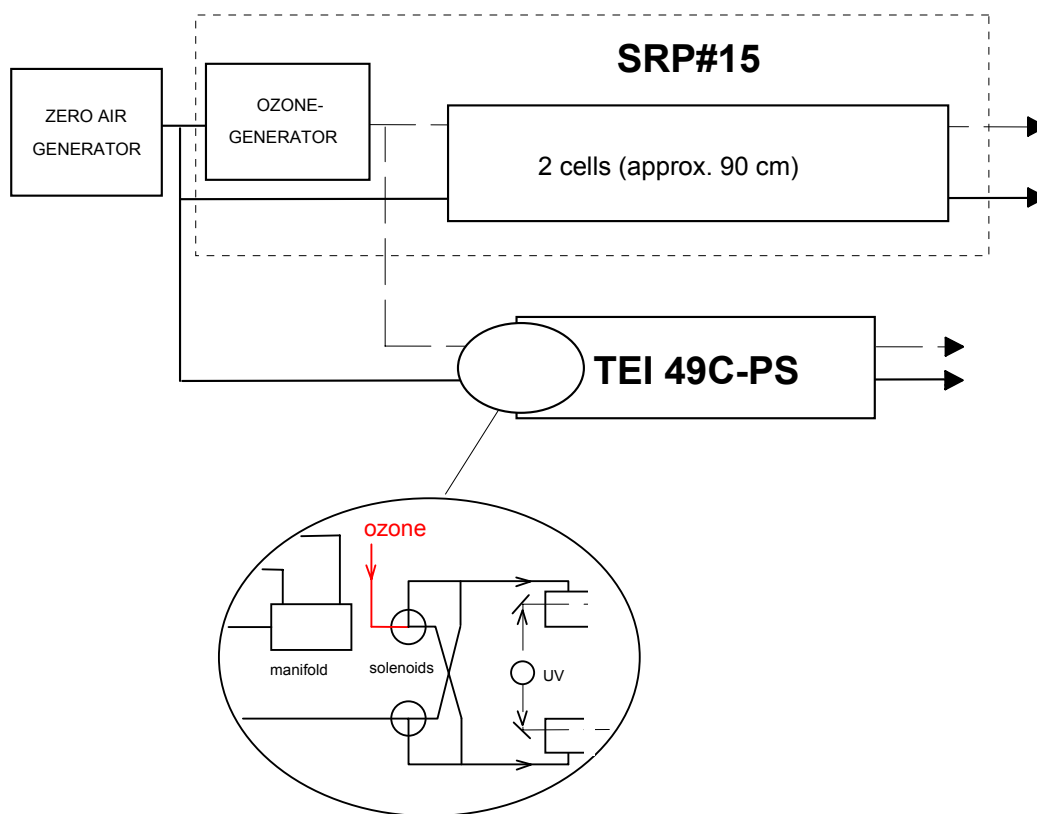 SRP#15
ZERO AIR
GENERATOR
OZONE-
GENERATOR
2 cells (approx. 90 cm)
TEI 49C-PS
ozone
manifold
solenoids
UV